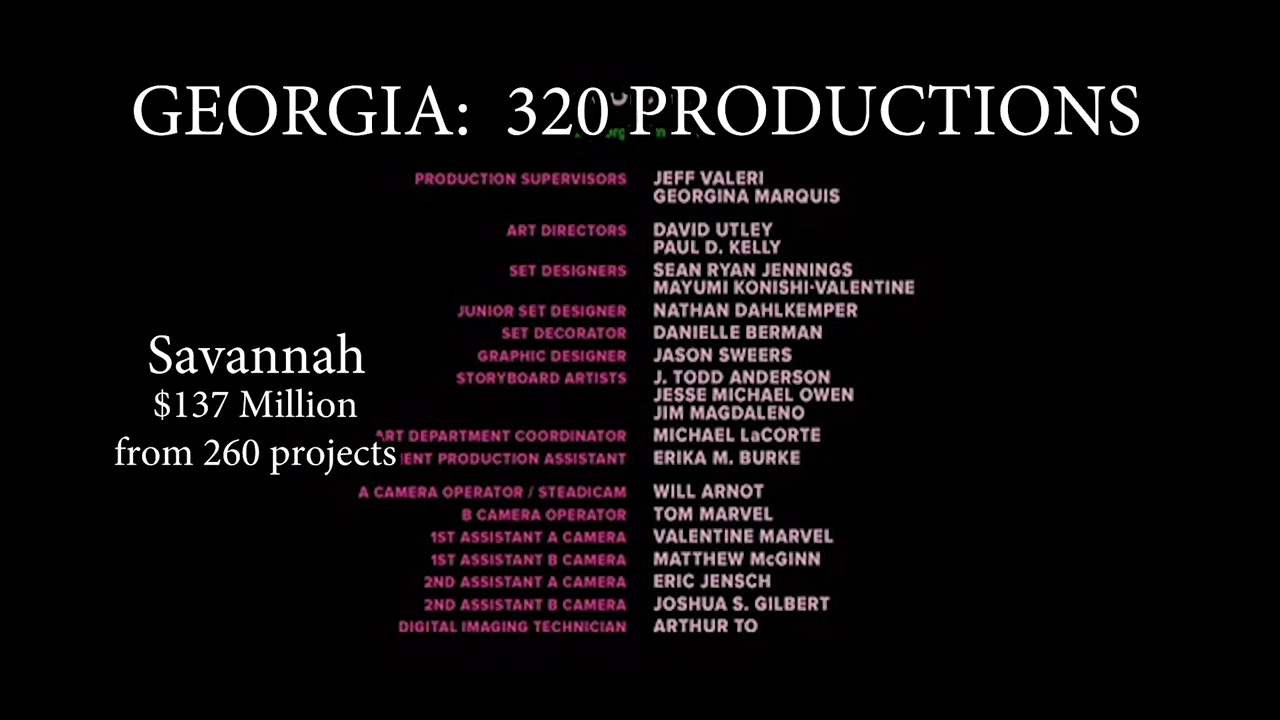 GEORGIA: 320 PRODUCTIONS
PRODUCTION SUPERVISORS JEFF VALERI
GEORGINA MARQUIS
ART DIRECTORS DAVID UTLEY
PAUL D. KELLY
SET DESIGNERS SEAN RYAN JENNINGS
MAYUMI KONISHI-VALENTINE
JUNIOR SET DESIGNER NATHAN DAHLKEMPER
SET DECORATOR DANIELLE BERMAN
GRAPHIC DESIGNER JASON SWEERS
STORYBOARD ARTISTS J. TODD ANDERSON
JESSE MICHAEL OWEN
JIM MAGDALENO
ART DEPARTMENT COORDINATOR MICHAEL LaCORTE
PRODUCTION ASSISTANT ERIKA M. BURKE
A CAMERA OPERATOR / STEADICAM WILL ARNOT
B CAMERA OPERATOR TOM MARVEL
1ST ASSISTANT A CAMERA VALENTINE MARVEL
1ST ASSISTANT B CAMERA MATTHEW McGINN
2ND ASSISTANT A CAMERA ERIC JENSCH
2ND ASSISTANT B CAMERA JOSHUA S. GILBERT
DIGITAL IMAGING TECHNICIAN ARTHUR TO
Savannah
$137 Million
from 260 projects